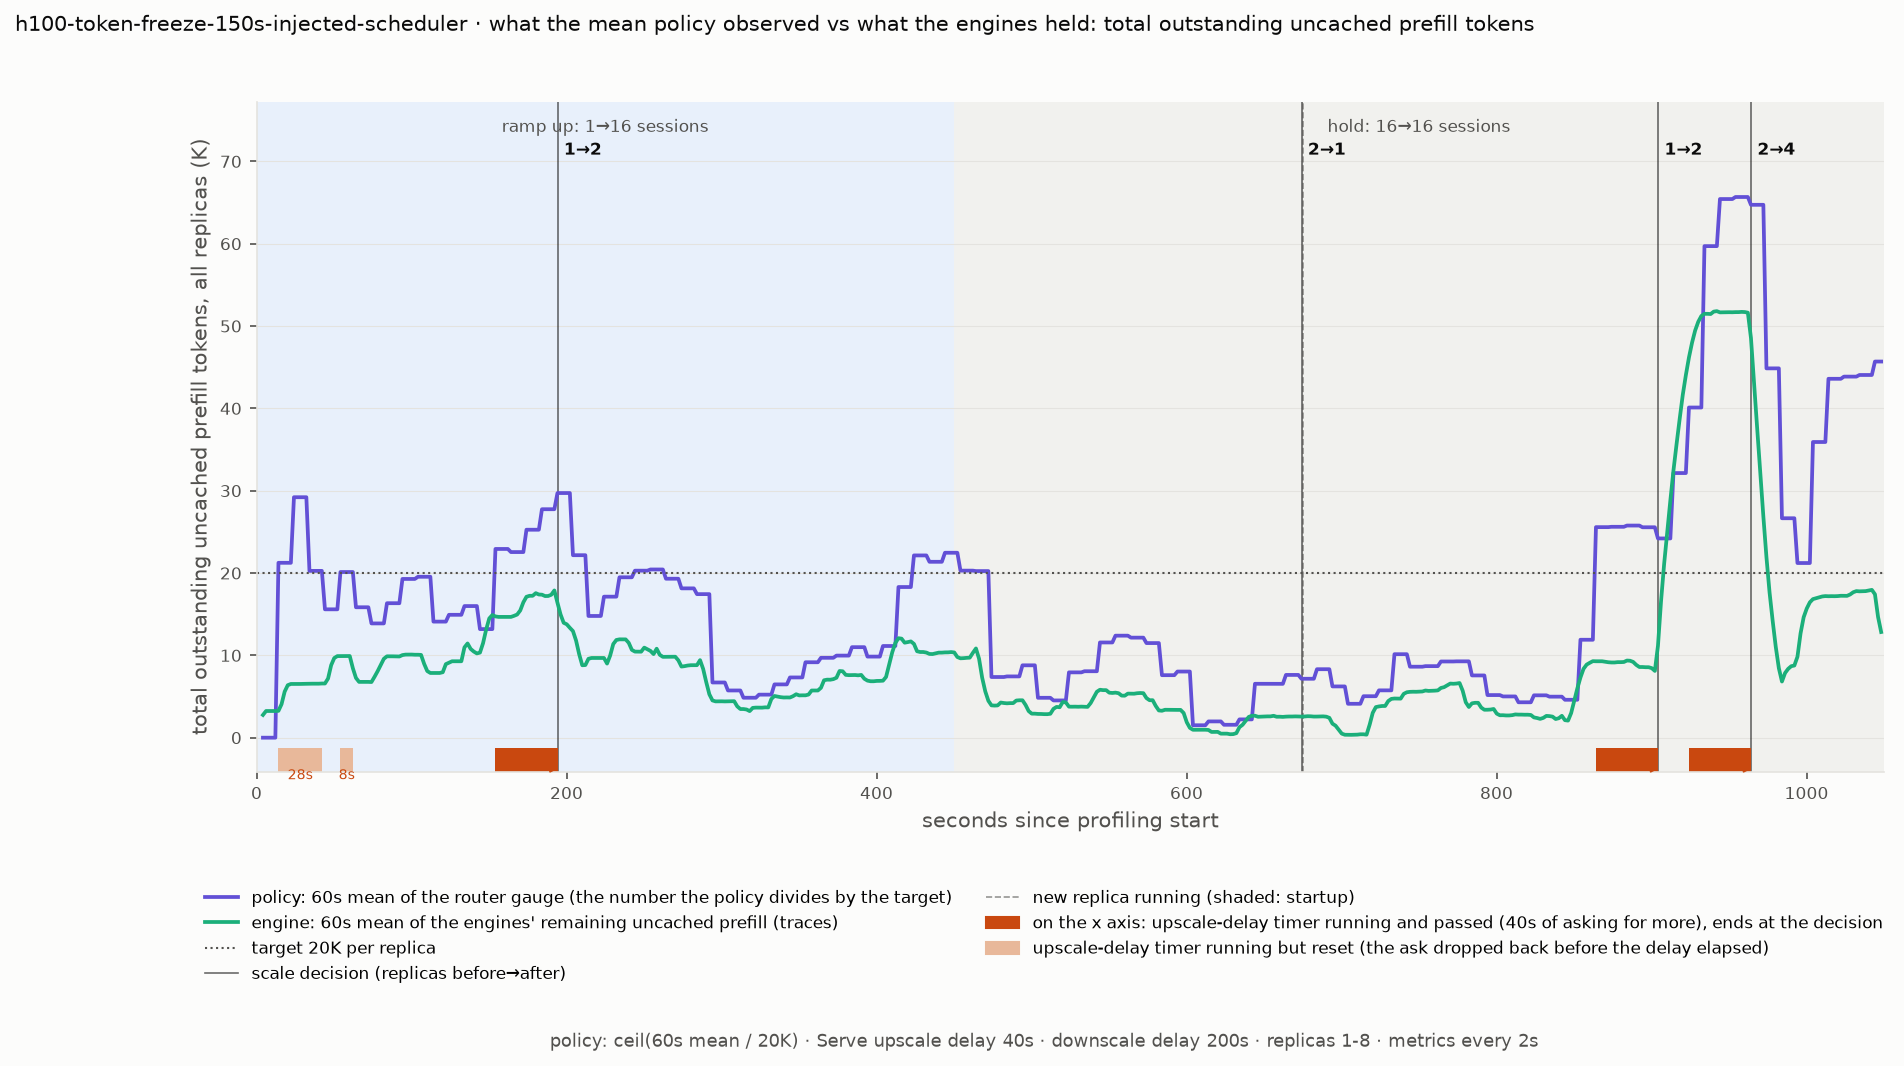 h100-token-freeze-150s-injected-scheduler · what the mean policy observed vs what the engines held: total outstanding uncached prefill tokens
ramp up: 1→16 sessions
hold: 16→16 sessions
1→2
2→1
1→2
2→4
total outstanding uncached prefill tokens, all replicas (K)
70
60
50
40
30
20
10
0
28s
8s
0
200
400
600
800
1000
seconds since profiling start
policy: 60s mean of the router gauge (the number the policy divides by the target)
engine: 60s mean of the engines' remaining uncached prefill (traces)
target 20K per replica
scale decision (replicas before→after)
new replica running (shaded: startup)
on the x axis: upscale-delay timer running and passed (40s of asking for more), ends at the decision
upscale-delay timer running but reset (the ask dropped back before the delay elapsed)
policy: ceil(60s mean / 20K) · Serve upscale delay 40s · downscale delay 200s · replicas 1-8 · metrics every 2s